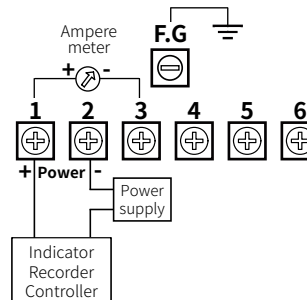 Ampere
meter
F.G
+ -
1 2 3 4 5 6
+ Power -
Power
supply
Indicator
Recorder
Controller